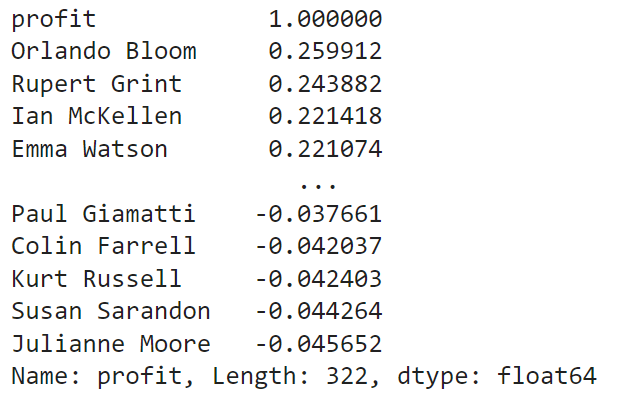 profit 1.000000
Orlando Bloom 0.259912
Rupert Grint 0.243882
Ian McKellen 0.221418
Emma Watson 0.221074
...
Paul Giamatti -0.037661
Colin Farrell -0.042037
Kurt Russell -0.042403
Susan Sarandon -0.044264
Julianne Moore -0.045652
Name: profit, Length: 322, dtype: float64